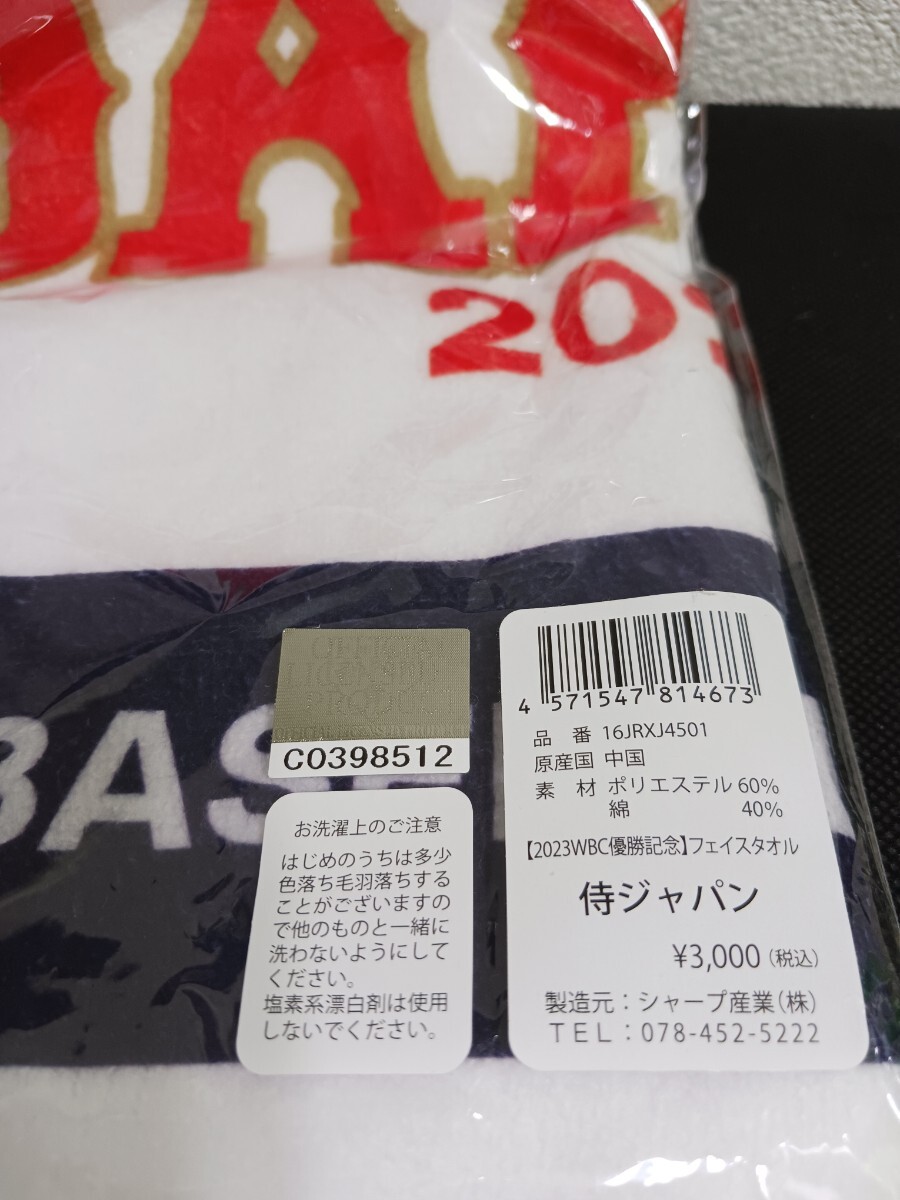 20
BASE
OFFICIAL
LICENSED
C0398512
お洗濯上のご注意
はじめのうちは多少
色落ち毛羽落ちする
ことがございますの
で他のものと一緒に
洗わないようにして
ください。
塩素系漂白剤は使用
しないでください。
4 571547 814673
品 番 16JRXJ4501
原産国 中国
素 材 ポリエステル 60%
綿 40%
【2023WBC優勝記念】フェイスタオル
侍ジャパン
¥3,000(税込)
製造元：シャープ産業(株)
TEL：078-452-5222